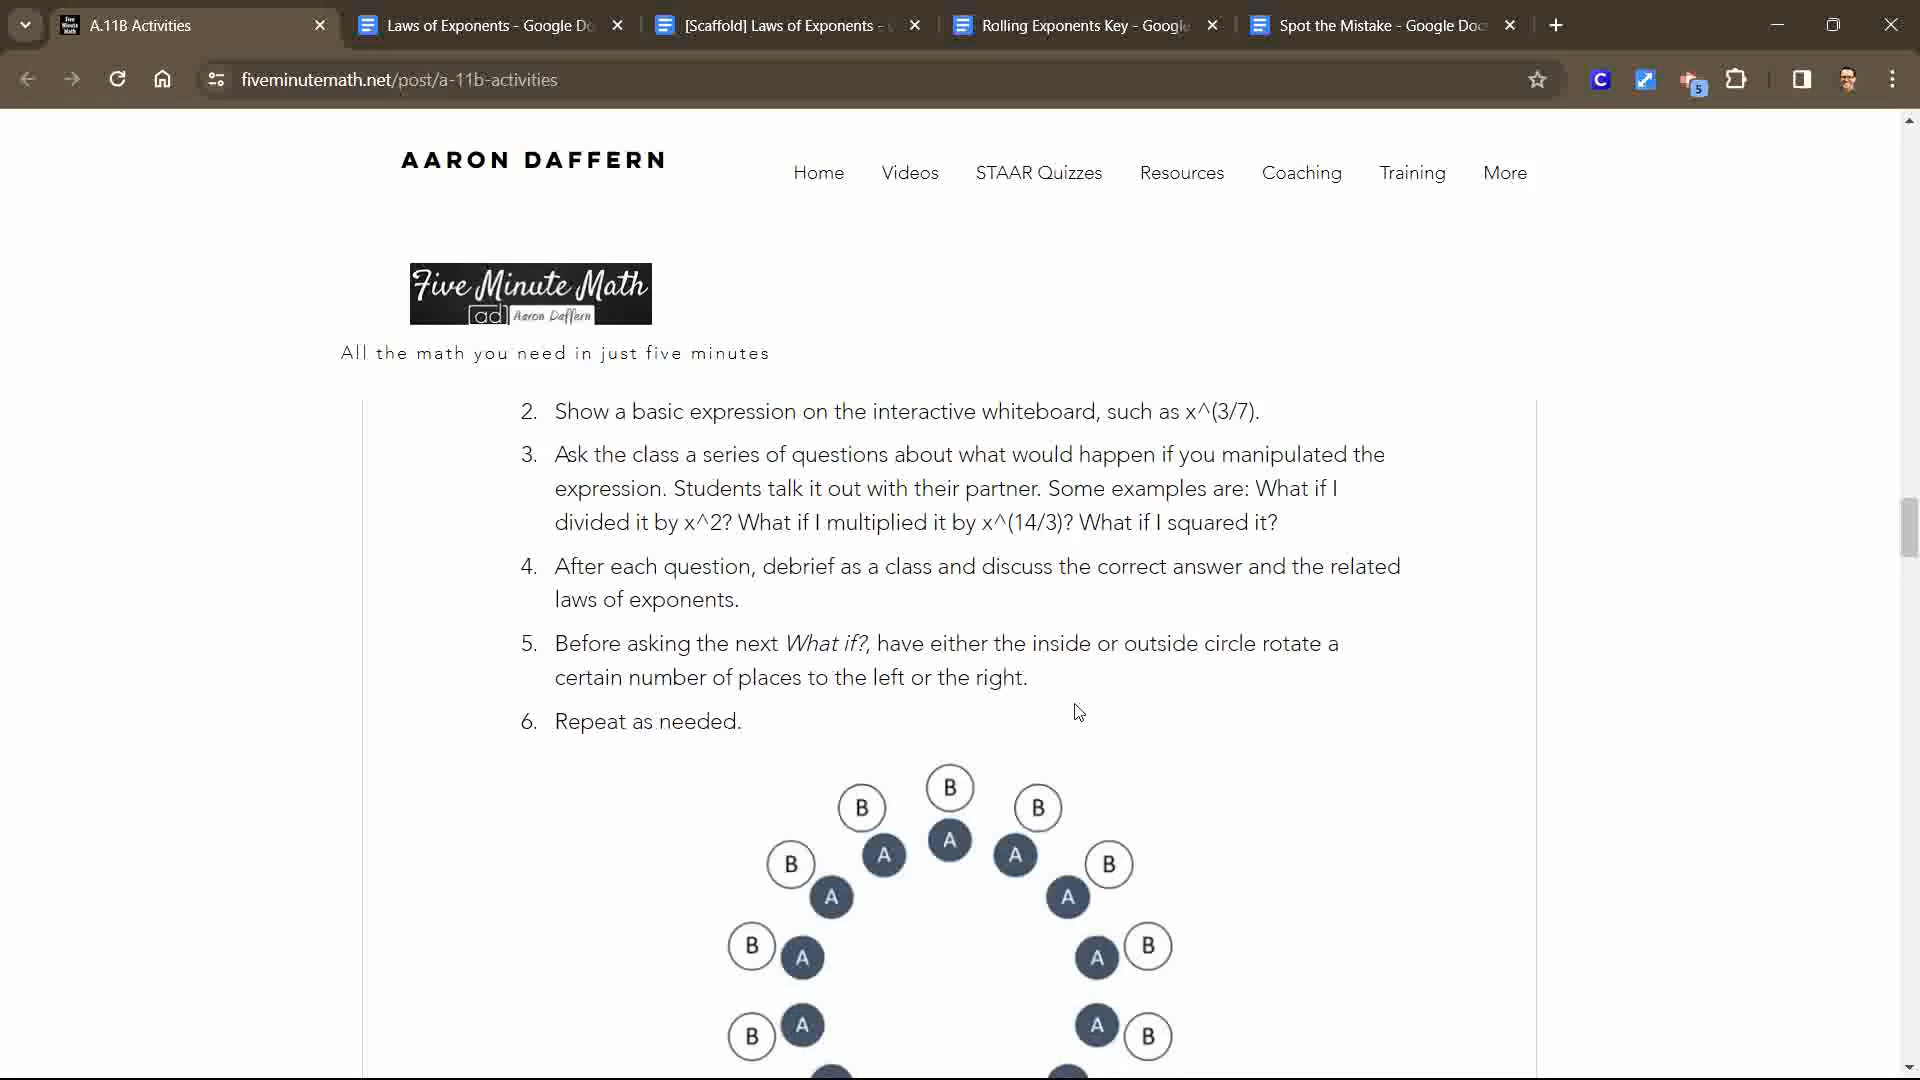 A.11B Activities
Laws of Exponents - Google Do
[Scaffold] Laws of Exponents -
Rolling Exponents Key - Google
Spot the Mistake - Google Doc
fiveminutemath.net/post/a-11b-activities
5
AARON DAFFERN
Home Videos STAAR Quizzes Resources Coaching Training More
Five Minute Math
ad Aaron Daffern
All the math you need in just five minutes
2. Show a basic expression on the interactive whiteboard, such as x^(3/7).
3. Ask the class a series of questions about what would happen if you manipulated the
expression. Students talk it out with their partner. Some examples are: What if I
divided it by x^2? What if I multiplied it by x^(14/3)? What if I squared it?
4. After each question, debrief as a class and discuss the correct answer and the related
laws of exponents.
5. Before asking the next What if?, have either the inside or outside circle rotate a
certain number of places to the left or the right.
6. Repeat as needed.
B
B B
A
A A
B B
A A
B B
A A
A A
B B